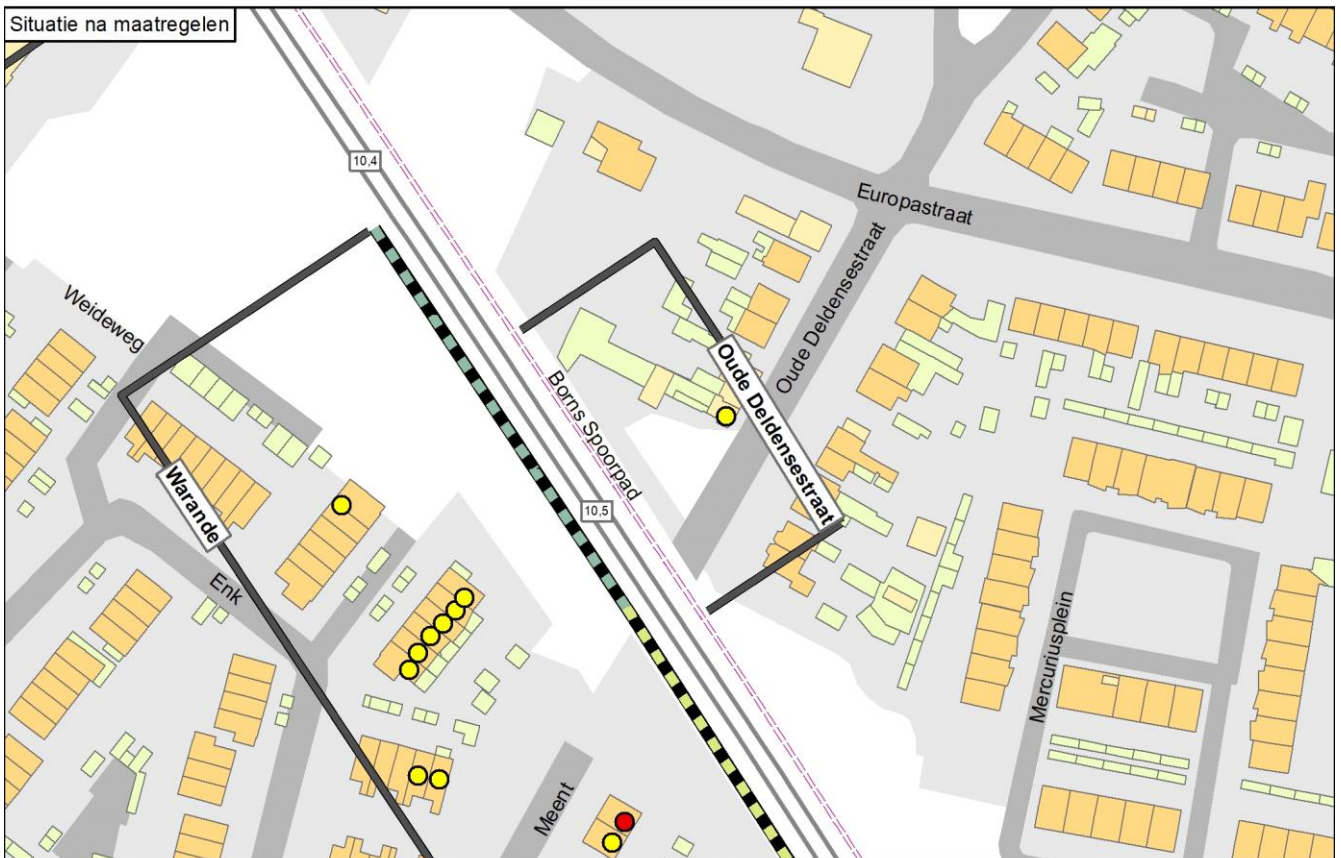 Situatie na maatregelen
10,4
Europastraat
Weideweg
Oude Deldensestraat
Oude Deldensestraat
Borns Spoorpad
Warande
10,5
Enk
Mercuriusplein
Meent